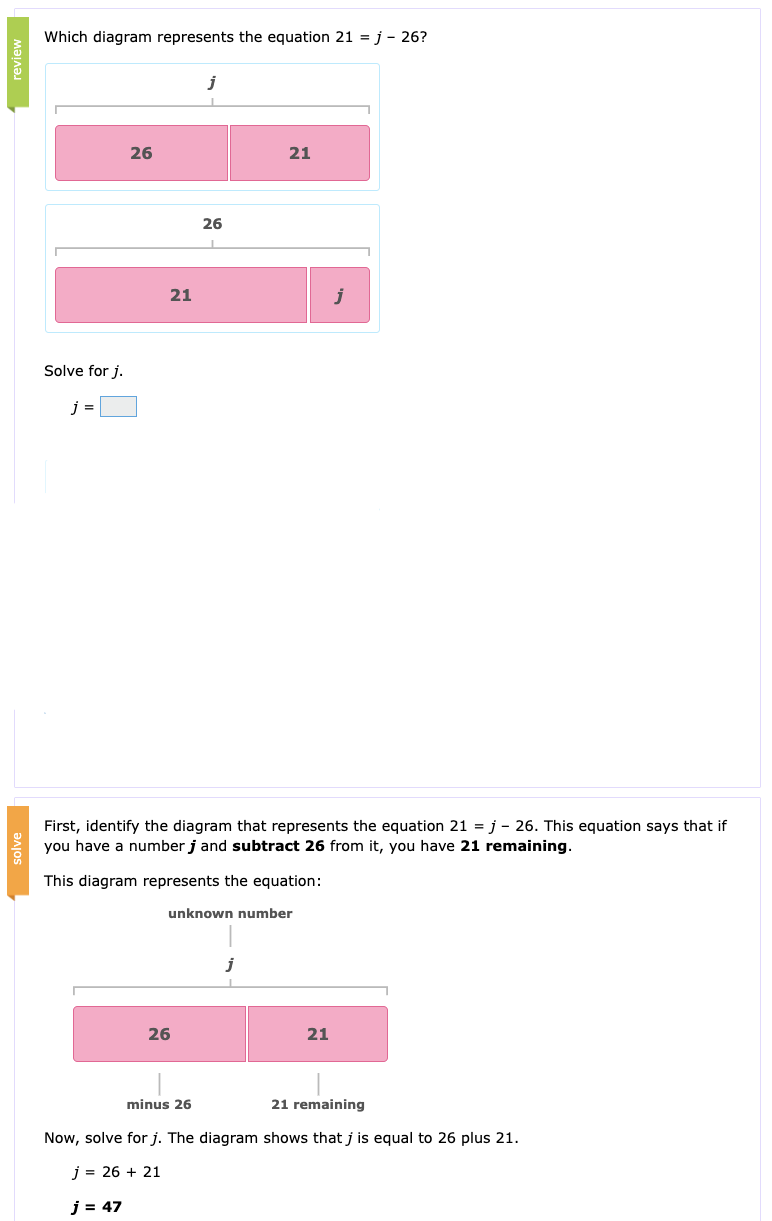 review
Which diagram represents the equation 21 = j – 26?
j
26 21
26
21 j
Solve for j.
j =
solve
First, identify the diagram that represents the equation 21 = j – 26. This equation says that if
you have a number j and subtract 26 from it, you have 21 remaining.
This diagram represents the equation:
unknown number
j
26 21
minus 26 21 remaining
Now, solve for j. The diagram shows that j is equal to 26 plus 21.
j = 26 + 21
j = 47